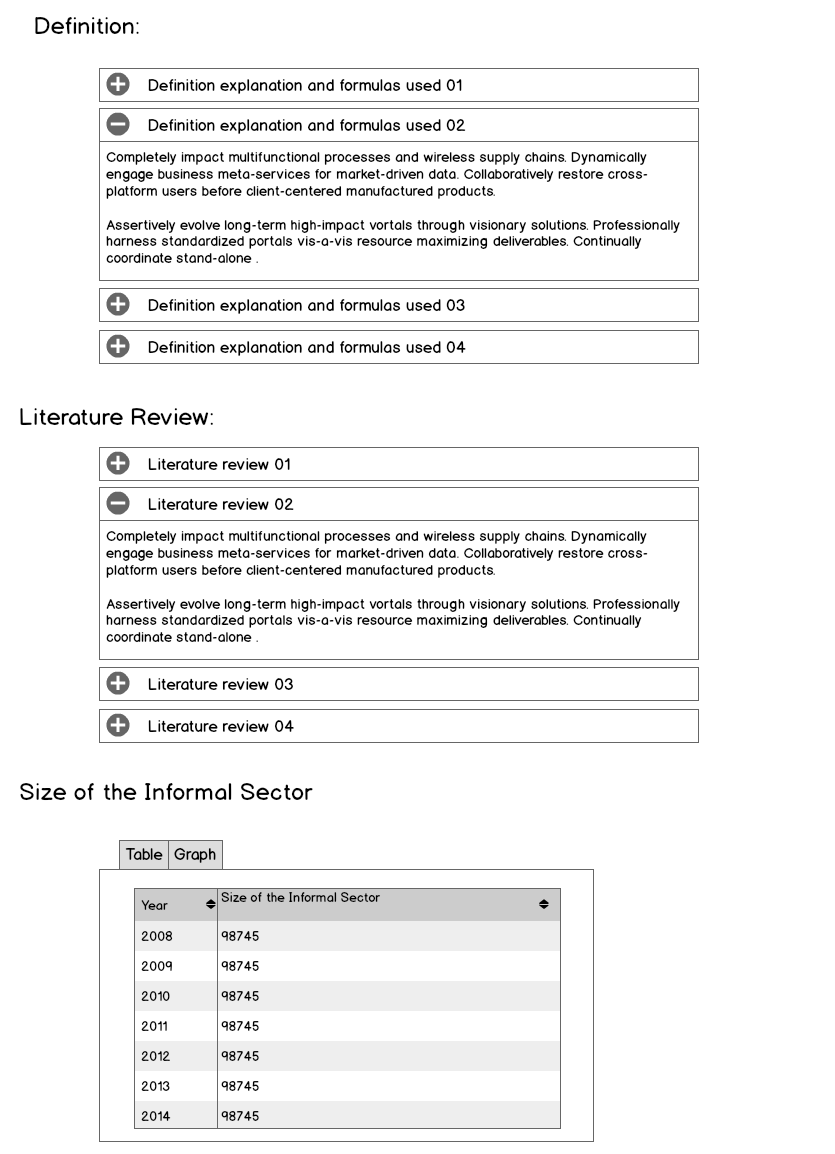 Definition:
Definition explanation and formulas used 01
Definition explanation and formulas used 02
Completely impact multifunctional processes and wireless supply chains. Dynamically
engage business meta-services for market-driven data. Collaboratively restore cross-
platform users before client-centered manufactured products.
Assertively evolve long-term high-impact vortals through visionary solutions. Professionally
harness standardized portals vis-a-vis resource maximizing deliverables. Continually
coordinate stand-alone .
Definition explanation and formulas used 03
Definition explanation and formulas used 04
Literature Review:
Literature review 01
Literature review 02
Completely impact multifunctional processes and wireless supply chains. Dynamically
engage business meta-services for market-driven data. Collaboratively restore cross-
platform users before client-centered manufactured products.
Assertively evolve long-term high-impact vortals through visionary solutions. Professionally
harness standardized portals vis-a-vis resource maximizing deliverables. Continually
coordinate stand-alone .
Literature review 03
Literature review 04
Size of the Informal Sector
Table Graph
Year Size of the Informal Sector
2008 98745
2009 98745
2010 98745
2011 98745
2012 98745
2013 98745
2014 98745